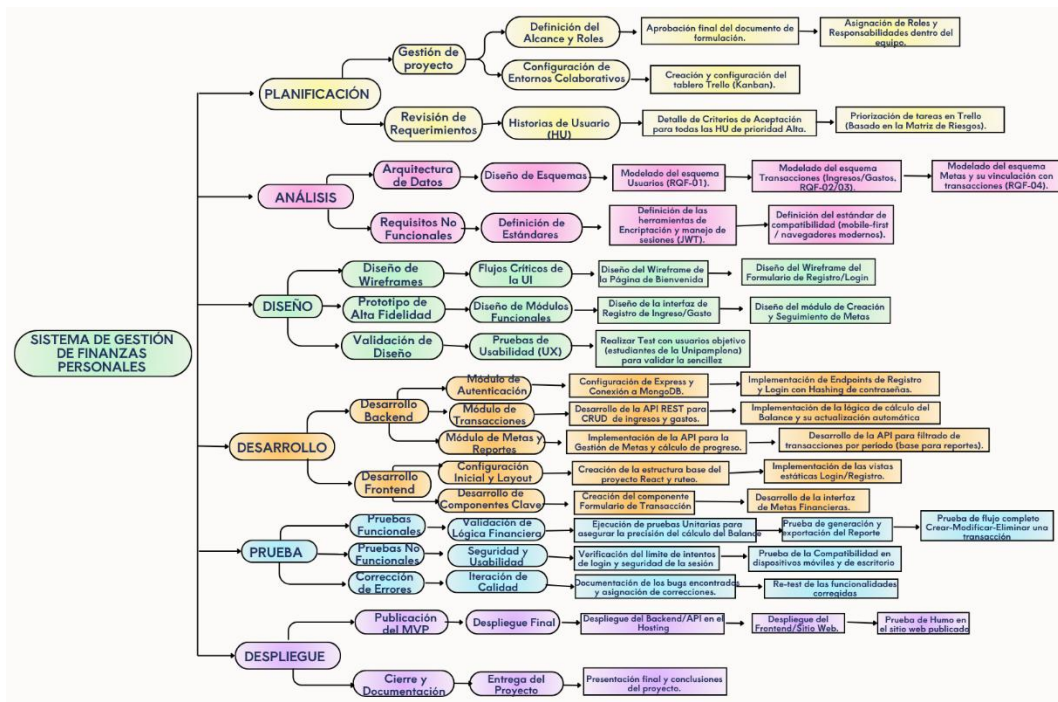 Definición del
Alcance y Roles
Aprobación final del documento de
formulación.
Asignación de Roles y
Responsabilidades dentro del
equipo.
Gestión de
proyecto
Configuración de
Entornos Colaborativos
Creación y configuración del
tablero Trello (Kanban).
PLANIFICACIÓN
Revisión de
Requerimientos
Historias de Usuario
(HU)
Detalle de Criterios de Aceptación
para todas las HU de prioridad Alta.
Priorización de tareas en Trello
(Basado en la Matriz de Riesgos).
Arquitectura
de Datos
Diseño de Esquemas
Modelado del esquema
Usuarios (RQF-01).
Modelado del esquema
Transacciones (Ingresos/Gastos,
RQF-02/03).
Modelado del esquema
Metas y su vinculación con
transacciones (RQF-04).
ANÁLISIS
Requisitos No
Funcionales
Definición de
Estándares
Definición de las
herramientas de
Encriptación y manejo de
sesiones (JWT).
Definición del estándar de
compatibilidad (mobile-first
/ navegadores modernos).
Diseño de
Wireframes
Flujos Críticos de
la UI
Diseño del Wireframe de
la Página de Bienvenida
Diseño del Wireframe del
Formulario de Registro/Login
DISEÑO
Prototipo de
Alta Fidelidad
Diseño de Módulos
Funcionales
Diseño de la interfaz de
Registro de Ingreso/Gasto
Diseño del módulo de Creación
y Seguimiento de Metas
Validación de
Diseño
Pruebas de
Usabilidad (UX)
Realizar Test con usuarios objetivo
(estudiantes de la Unipamplona)
para validar la sencillez
SISTEMA DE GESTIÓN
DE FINANZAS
PERSONALES
Módulo de
Autenticación
Configuración de Express y
Conexión a MongoDB.
Implementación de Endpoints de Registro
y Login con Hashing de contraseñas.
Desarrollo
Backend
Módulo de
Transacciones
Desarrollo de la API REST para
CRUD de ingresos y gastos.
Implementación de la lógica de cálculo del
Balance y su actualización automática
Módulo de Metas y
Reportes
Implementación de la API para la
Gestión de Metas y cálculo de progreso.
Desarrollo de la API para filtrado de
transacciones por período (base para reportes).
DESARROLLO
Desarrollo
Frontend
Configuración
Inicial y Layout
Creación de la estructura base del
proyecto React y ruteo.
Implementación de las vistas
estáticas Login/Registro.
Desarrollo de
Componentes Clave
Creación del componente
Formulario de Transacción
Desarrollo de la interfaz
de Metas Financieras.
Pruebas
Funcionales
Validación de
Lógica Financiera
Ejecución de pruebas Unitarias para
asegurar la precisión del cálculo del Balance
Prueba de generación y
exportación del Reporte
Prueba de flujo completo
Crear-Modificar-Eliminar una
transacción
PRUEBA
Pruebas No
Funcionales
Seguridad y
Usabilidad
Verificación del límite de intentos
de login y seguridad de la sesión
Prueba de la Compatibilidad en
dispositivos móviles y de escritorio
Corrección
de Errores
Iteración de
Calidad
Documentación de los bugs encontrados
y asignación de correcciones.
Re-test de las funcionalidades
corregidas
Publicación
del MVP
Despliegue Final
Despliegue del Backend/API en el
Hosting
Despliegue del
Frontend/Sitio Web.
Prueba de Humo en
el sitio web publicado
DESPLIEGUE
Cierre y
Documentación
Entrega del
Proyecto
Presentación final y conclusiones
del proyecto.